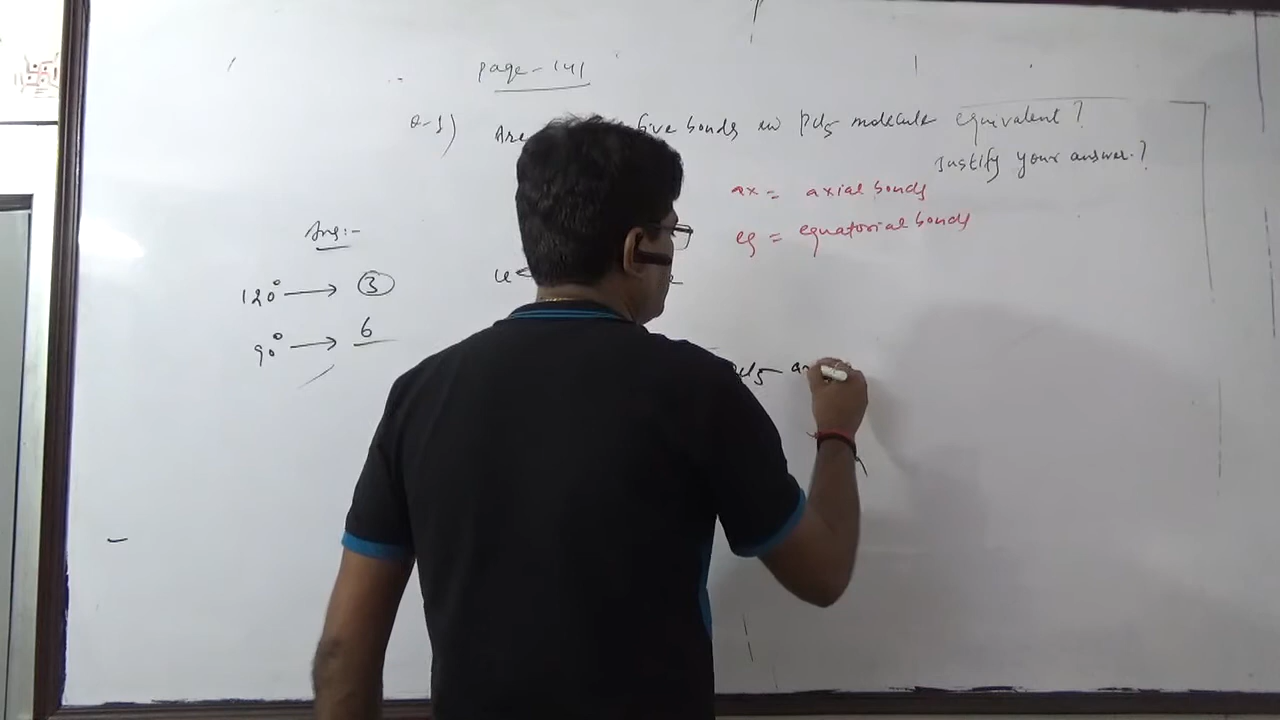 page - 141
Q-1) Are five bonds in PCl5 molecule equivalent?
Justify your answer.?
ax = axial bonds
eq = equatorial bonds
Ans:-
120° → 3
90° → 6
PCl5